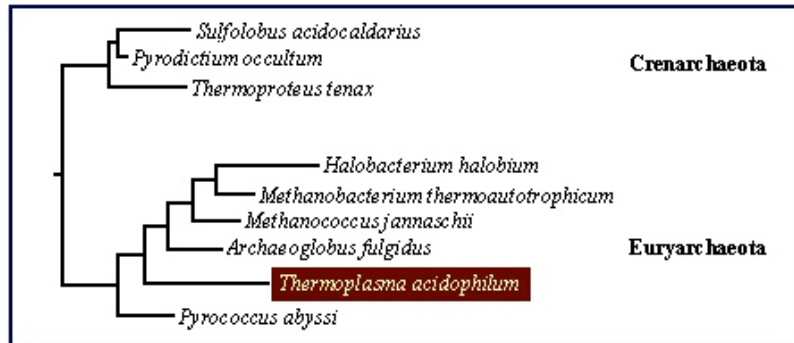 Sulfolobus acidocaldarius
Pyrodictium occultum
Crenarchaeota
Thermoproteus tenax
Halobacterium halobium
Methanobacterium thermoautotrophicum
Methanococcus jannaschii
Archaeoglobus fulgidus
Euryarchaeota
Thermoplasma acidophilum
Pyrococcus abyssi